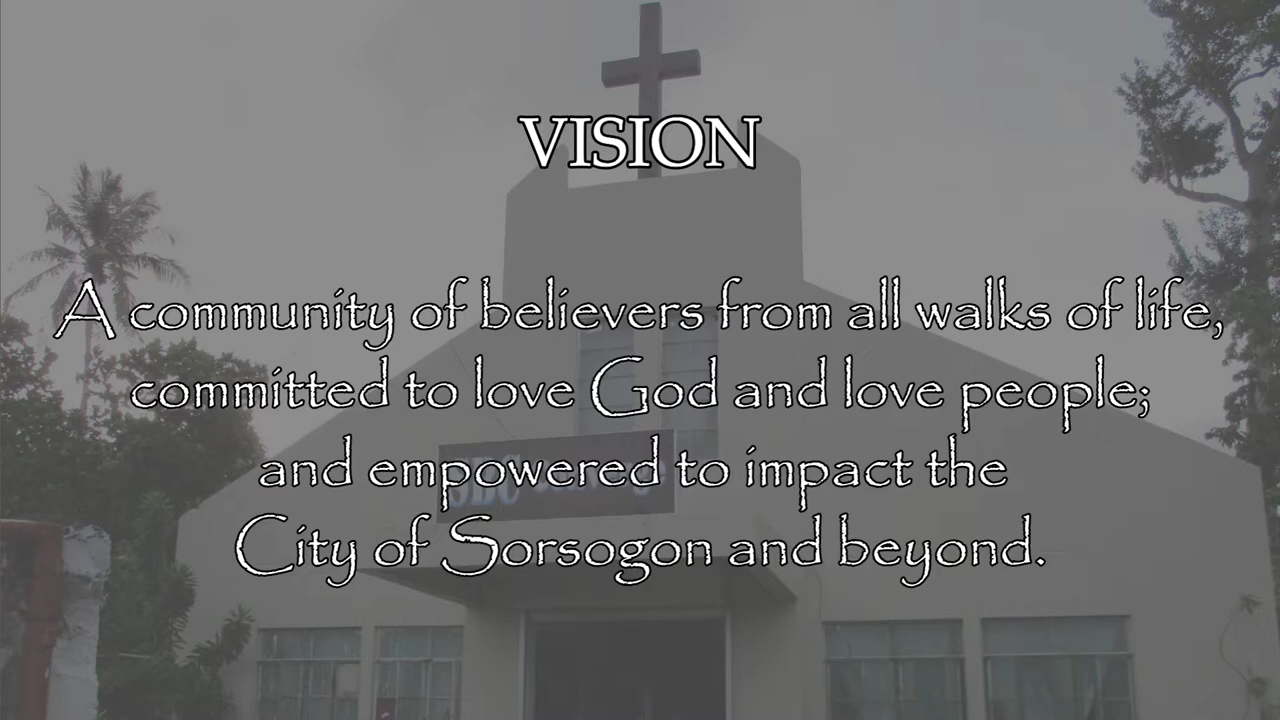 VISION
A community of believers from all walks of life,
committed to love God and love people;
and empowered to impact the
City of Sorsogon and beyond.